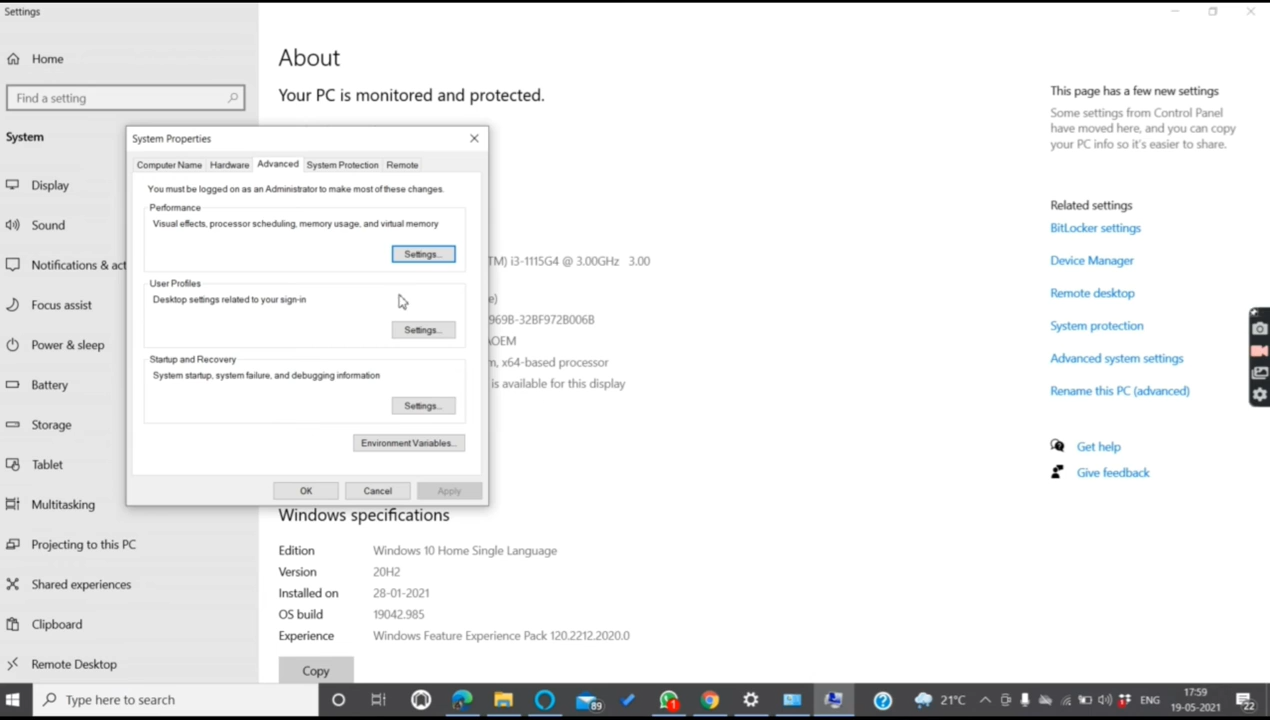 Settings
Home
Find a setting
System
Display
Sound
Notifications & act
Focus assist
Power & sleep
Battery
Storage
Tablet
Multitasking
Projecting to this PC
Shared experiences
Clipboard
Remote Desktop
About
Your PC is monitored and protected.
System Properties
Computer Name Hardware Advanced System Protection Remote
You must be logged on as an Administrator to make most of these changes.
Performance
Visual effects, processor scheduling, memory usage, and virtual memory
Settings...
User Profiles
Desktop settings related to your sign-in
Settings...
Startup and Recovery
System startup, system failure, and debugging information
Settings...
Environment Variables...
OK Cancel Apply
TM) i3-1115G4 @ 3.00GHz 3.00
e)
969B-32BF972B006B
AOEM
m, x64-based processor
is available for this display
Windows specifications
Edition Windows 10 Home Single Language
Version 20H2
Installed on 28-01-2021
OS build 19042.985
Experience Windows Feature Experience Pack 120.2212.2020.0
Copy
This page has a few new settings
Some settings from Control Panel
have moved here, and you can copy
your PC info so it's easier to share.
Related settings
BitLocker settings
Device Manager
Remote desktop
System protection
Advanced system settings
Rename this PC (advanced)
Get help
Give feedback
Type here to search
89
1
21°C
ENG
17:59
19-05-2021
22